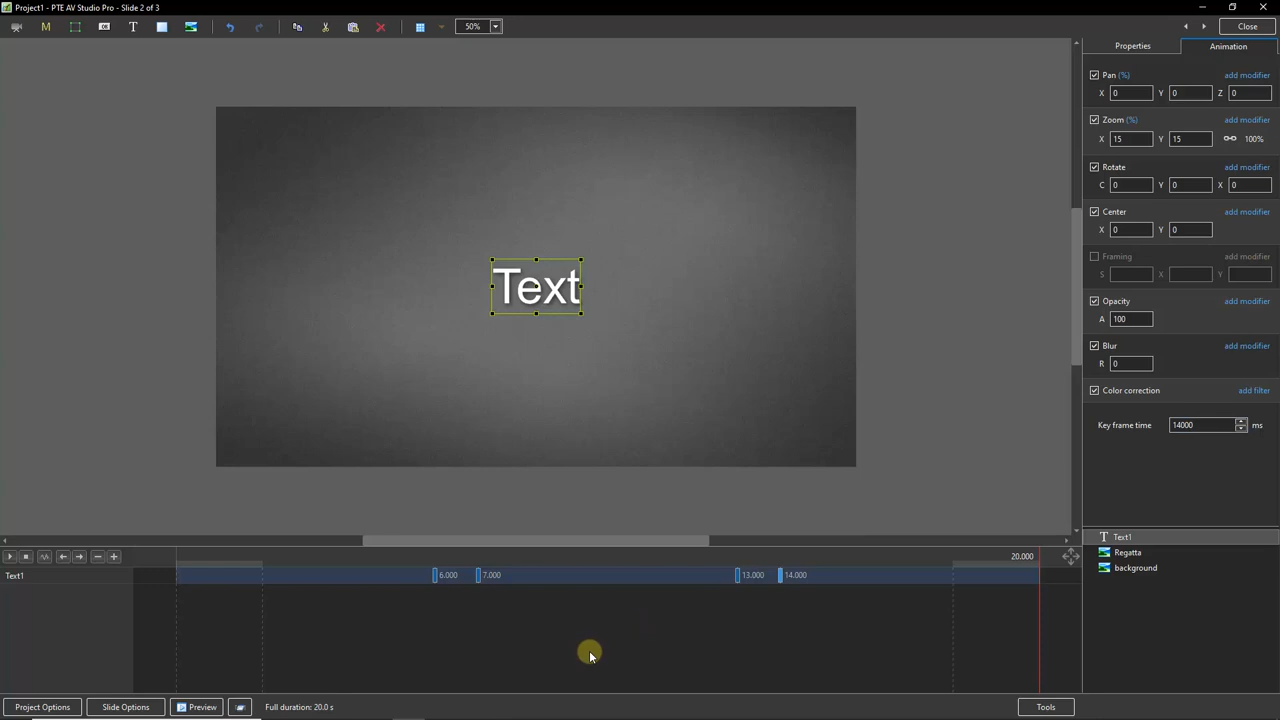 Project1 - PTE AV Studio Pro - Slide 2 of 3
M OK T 50% Close
Properties Animation
Pan (%) add modifier
X 0 Y 0 Z 0
Zoom (%) add modifier
X 15 Y 15 100%
Rotate add modifier
C 0 Y 0 X 0
Center add modifier
X 0 Y 0
Framing add modifier
S X Y
Opacity add modifier
A 100
Blur add modifier
R 0
Color correction add filter
Key frame time 14000 ms
Text
Text1
Regatta
background
20.000
Text1 6.000 7.000 13.000 14.000
Project Options Slide Options Preview Full duration: 20.0 s Tools